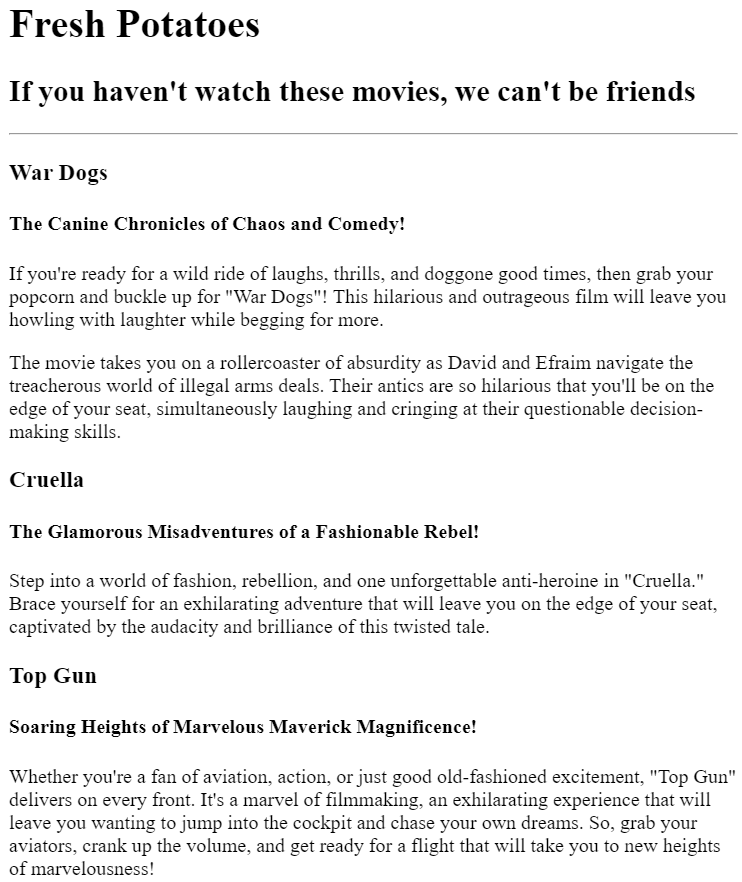 Fresh Potatoes
If you haven't watch these movies, we can't be friends
War Dogs
The Canine Chronicles of Chaos and Comedy!
If you're ready for a wild ride of laughs, thrills, and doggone good times, then grab your
popcorn and buckle up for "War Dogs"! This hilarious and outrageous film will leave you
howling with laughter while begging for more.
The movie takes you on a rollercoaster of absurdity as David and Efraim navigate the
treacherous world of illegal arms deals. Their antics are so hilarious that you'll be on the
edge of your seat, simultaneously laughing and cringing at their questionable decision-
making skills.
Cruella
The Glamorous Misadventures of a Fashionable Rebel!
Step into a world of fashion, rebellion, and one unforgettable anti-heroine in "Cruella."
Brace yourself for an exhilarating adventure that will leave you on the edge of your seat,
captivated by the audacity and brilliance of this twisted tale.
Top Gun
Soaring Heights of Marvelous Maverick Magnificence!
Whether you're a fan of aviation, action, or just good old-fashioned excitement, "Top Gun"
delivers on every front. It's a marvel of filmmaking, an exhilarating experience that will
leave you wanting to jump into the cockpit and chase your own dreams. So, grab your
aviators, crank up the volume, and get ready for a flight that will take you to new heights
of marvelousness!